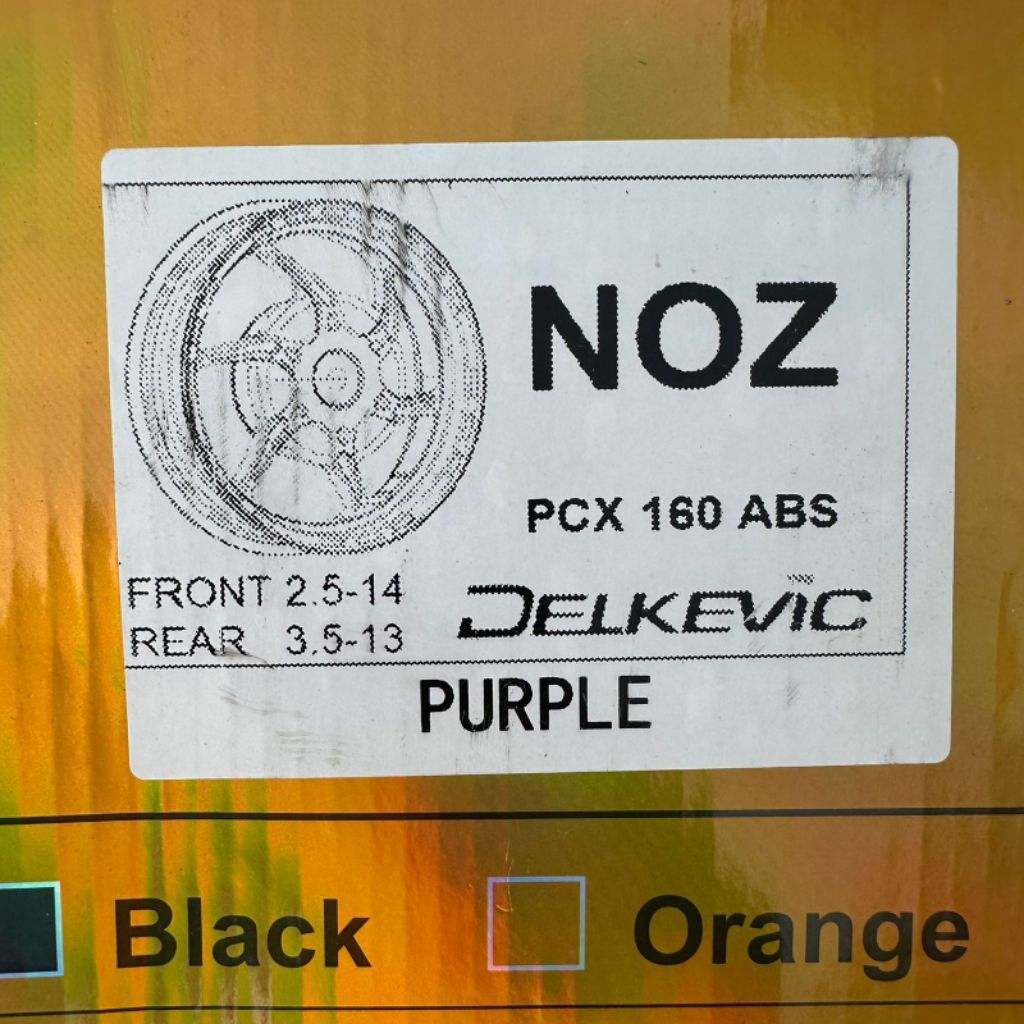 NOZ
PCX 160 ABS
FRONT 2.5-14
REAR 3.5-13
DELKEVIC
PURPLE
Black
Orange